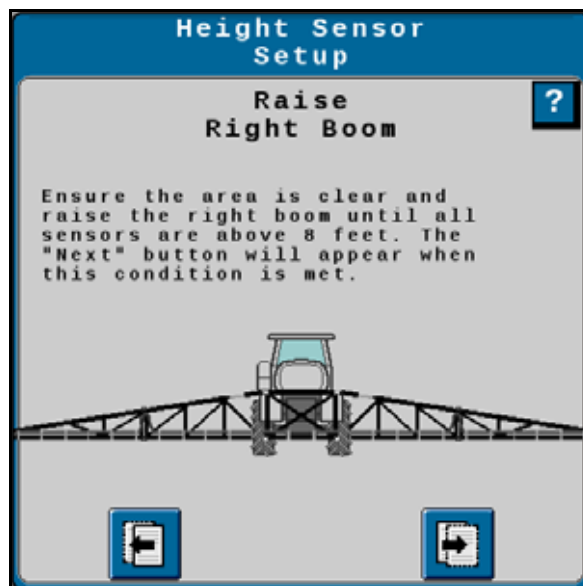 Height Sensor
Setup
Raise
Right Boom
?
Ensure the area is clear and
raise the right boom until all
sensors are above 8 feet. The
"Next" button will appear when
this condition is met.